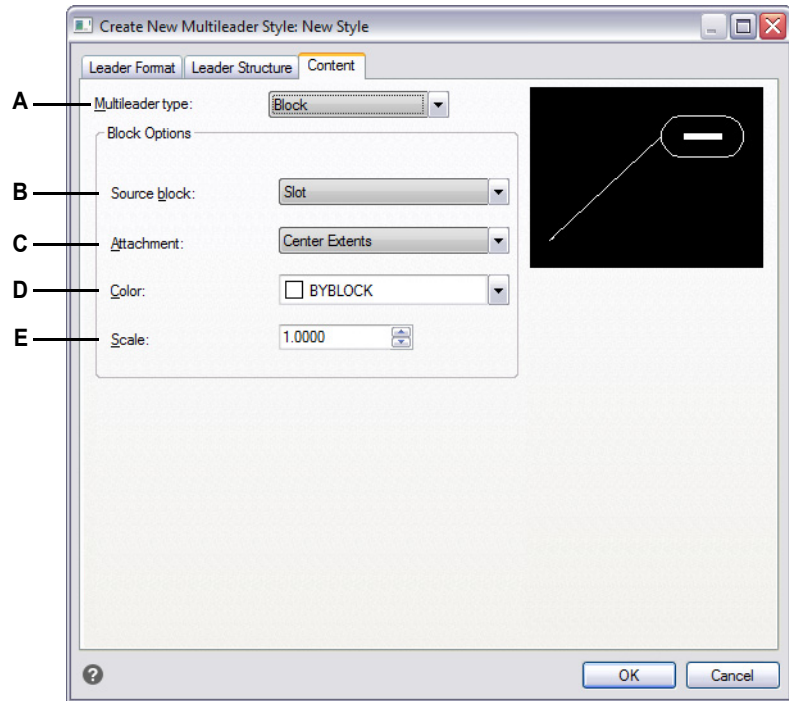 Create New Multileader Style: New Style
Leader Format Leader Structure Content
A Multileader type: Block
Block Options
B Source block: Slot
C Attachment: Center Extents
D Color: BYBLOCK
E Scale: 1.0000
? OK Cancel